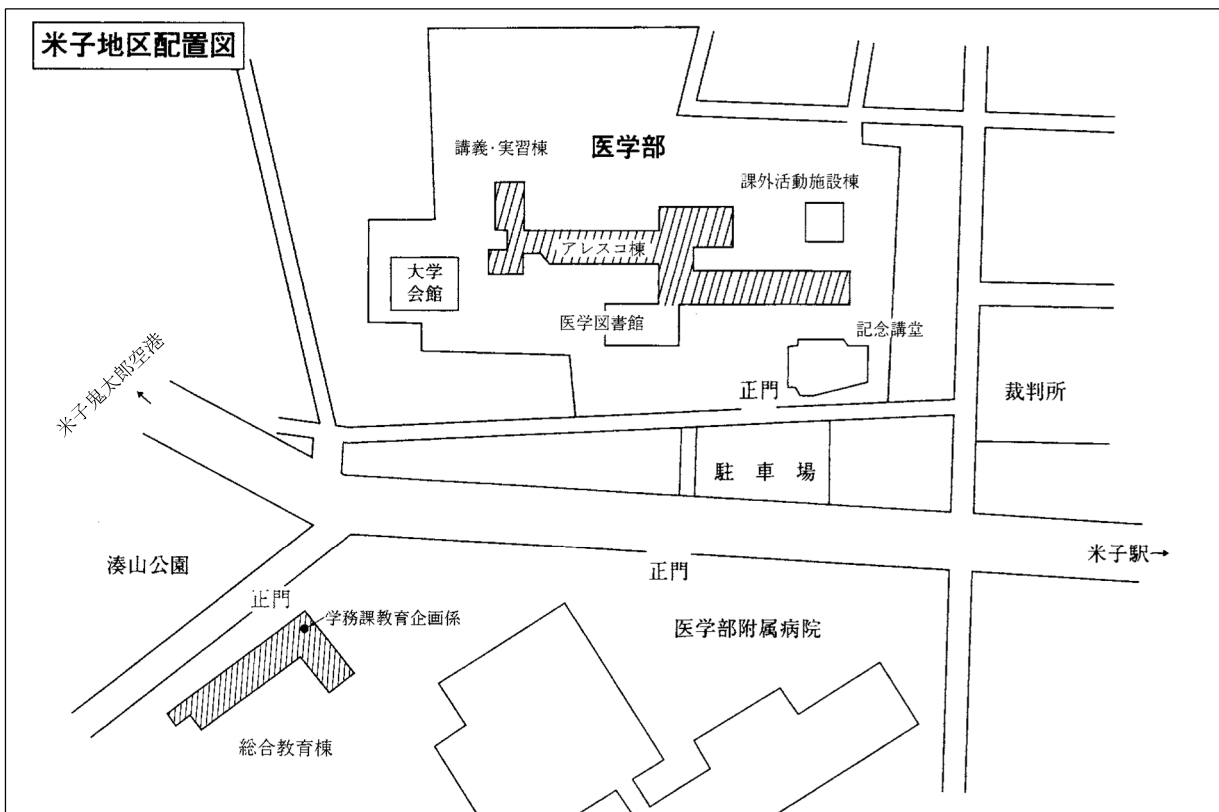 米子地区配置図
講義・実習棟
医学部
課外活動施設棟
アレスコ棟
大学
会館
医学図書館
記念講堂
米子鬼太郎空港
↑
正門
裁判所
駐車場
米子駅→
湊山公園
正門
正門
学務課教育企画係
医学部附属病院
総合教育棟